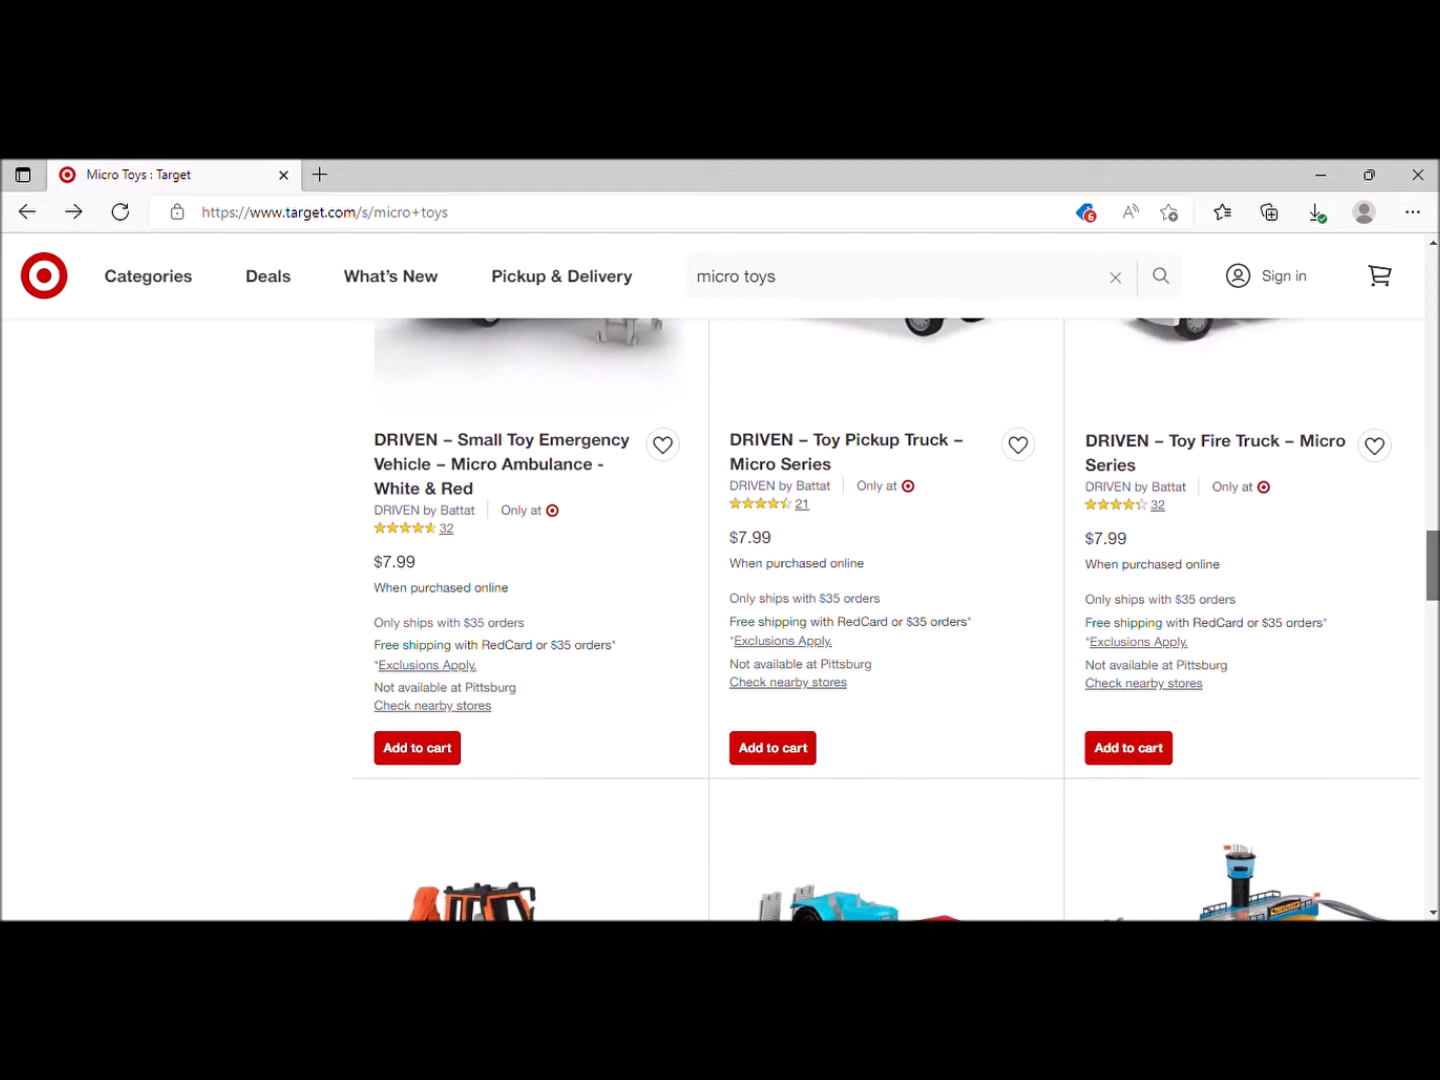 Micro Toys : Target
https://www.target.com/s/micro+toys
6
Categories
Deals
What's New
Pickup & Delivery
micro toys
Sign in
DRIVEN – Small Toy Emergency
Vehicle – Micro Ambulance -
White & Red
DRIVEN by Battat
Only at
32
$7.99
When purchased online
Only ships with $35 orders
Free shipping with RedCard or $35 orders*
*Exclusions Apply.
Not available at Pittsburg
Check nearby stores
Add to cart
DRIVEN – Toy Pickup Truck –
Micro Series
DRIVEN by Battat
Only at
21
$7.99
When purchased online
Only ships with $35 orders
Free shipping with RedCard or $35 orders*
*Exclusions Apply.
Not available at Pittsburg
Check nearby stores
Add to cart
DRIVEN – Toy Fire Truck – Micro
Series
DRIVEN by Battat
Only at
32
$7.99
When purchased online
Only ships with $35 orders
Free shipping with RedCard or $35 orders*
*Exclusions Apply.
Not available at Pittsburg
Check nearby stores
Add to cart